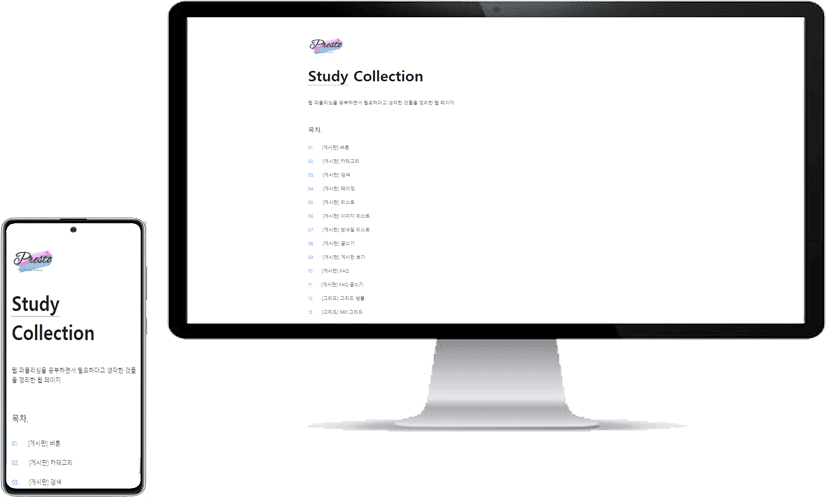 Presto
Study Collection
웹 퍼블리싱을 공부하면서 필요하다고 생각한 것들을 정리한 웹 페이지
목차.
01. [게시판] 버튼
02. [게시판] 카테고리
03. [게시판] 검색
04. [게시판] 페이징
05. [게시판] 리스트
06. [게시판] 이미지 리스트
07. [게시판] 썸네일 리스트
08. [게시판] 글쓰기
09. [게시판] 게시판 보기
10. [게시판] FAQ
11. [게시판] FAQ 글쓰기
12. [그리드] 그리드 샘플
13. [그리드] 960 그리드
Presto
Study
Collection
웹 퍼블리싱을 공부하면서 필요하다고 생각한 것들
을 정리한 웹 페이지
목차.
01. [게시판] 버튼
02. [게시판] 카테고리
03. [게시판] 검색